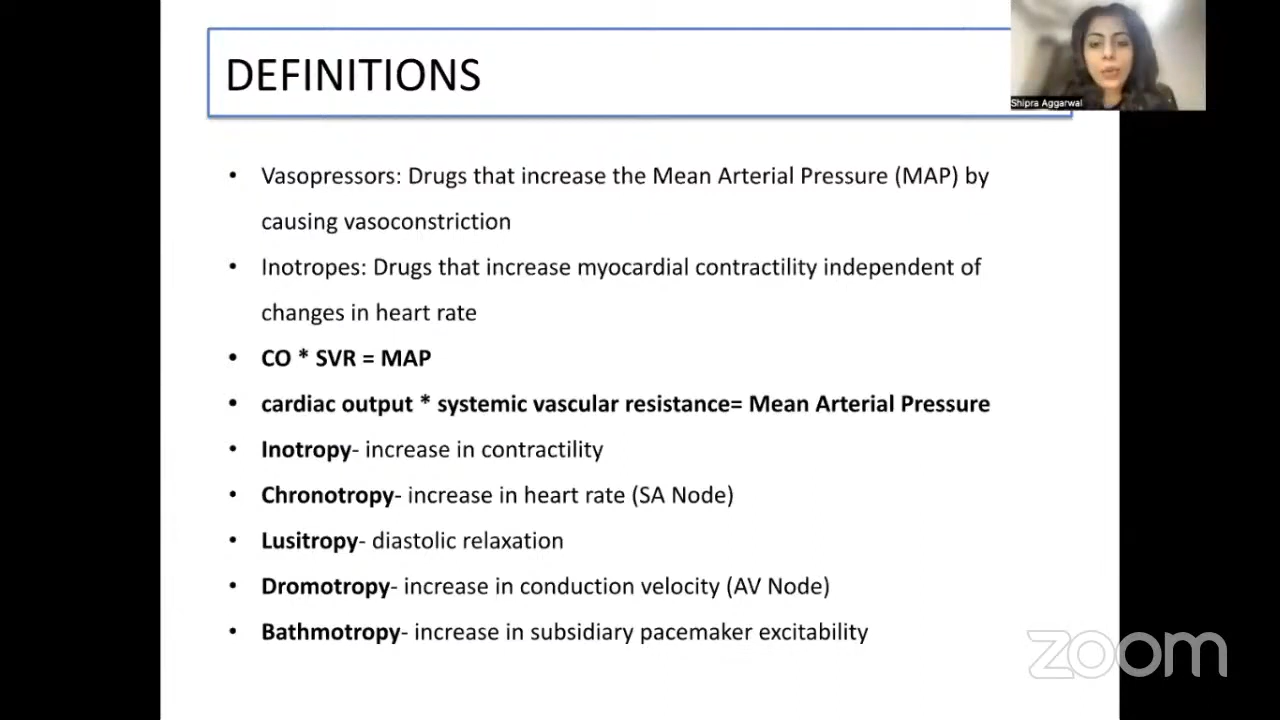 DEFINITIONS
Shipra Aggarwal
• Vasopressors: Drugs that increase the Mean Arterial Pressure (MAP) by
causing vasoconstriction
• Inotropes: Drugs that increase myocardial contractility independent of
changes in heart rate
• CO * SVR = MAP
• cardiac output * systemic vascular resistance= Mean Arterial Pressure
• Inotropy- increase in contractility
• Chronotropy- increase in heart rate (SA Node)
• Lusitropy- diastolic relaxation
• Dromotropy- increase in conduction velocity (AV Node)
• Bathmotropy- increase in subsidiary pacemaker excitability
zoom